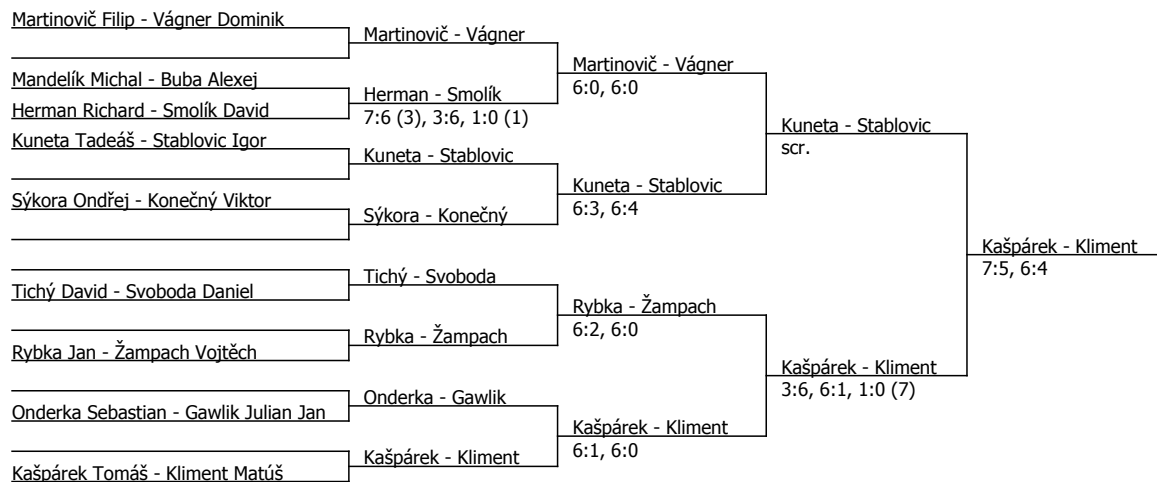 Martinovič Filip - Vágner Dominik
Mandelík Michal - Buba Alexej
Herman Richard - Smolík David
Kuneta Tadeáš - Stablovic Igor
Sýkora Ondřej - Konečný Viktor
Tichý David - Svoboda Daniel
Rybka Jan - Žampach Vojtěch
Onderka Sebastian - Gawlik Julian Jan
Kašpárek Tomáš - Kliment Matúš
Martinovič - Vágner
Herman - Smolík
7:6 (3), 3:6, 1:0 (1)
Kuneta - Stablovic
Sýkora - Konečný
Tichý - Svoboda
Rybka - Žampach
Onderka - Gawlik
Kašpárek - Kliment
Martinovič - Vágner
6:0, 6:0
Kuneta - Stablovic
6:3, 6:4
Rybka - Žampach
6:2, 6:0
Kašpárek - Kliment
6:1, 6:0
Kuneta - Stablovic
scr.
Kašpárek - Kliment
3:6, 6:1, 1:0 (7)
Kašpárek - Kliment
7:5, 6:4